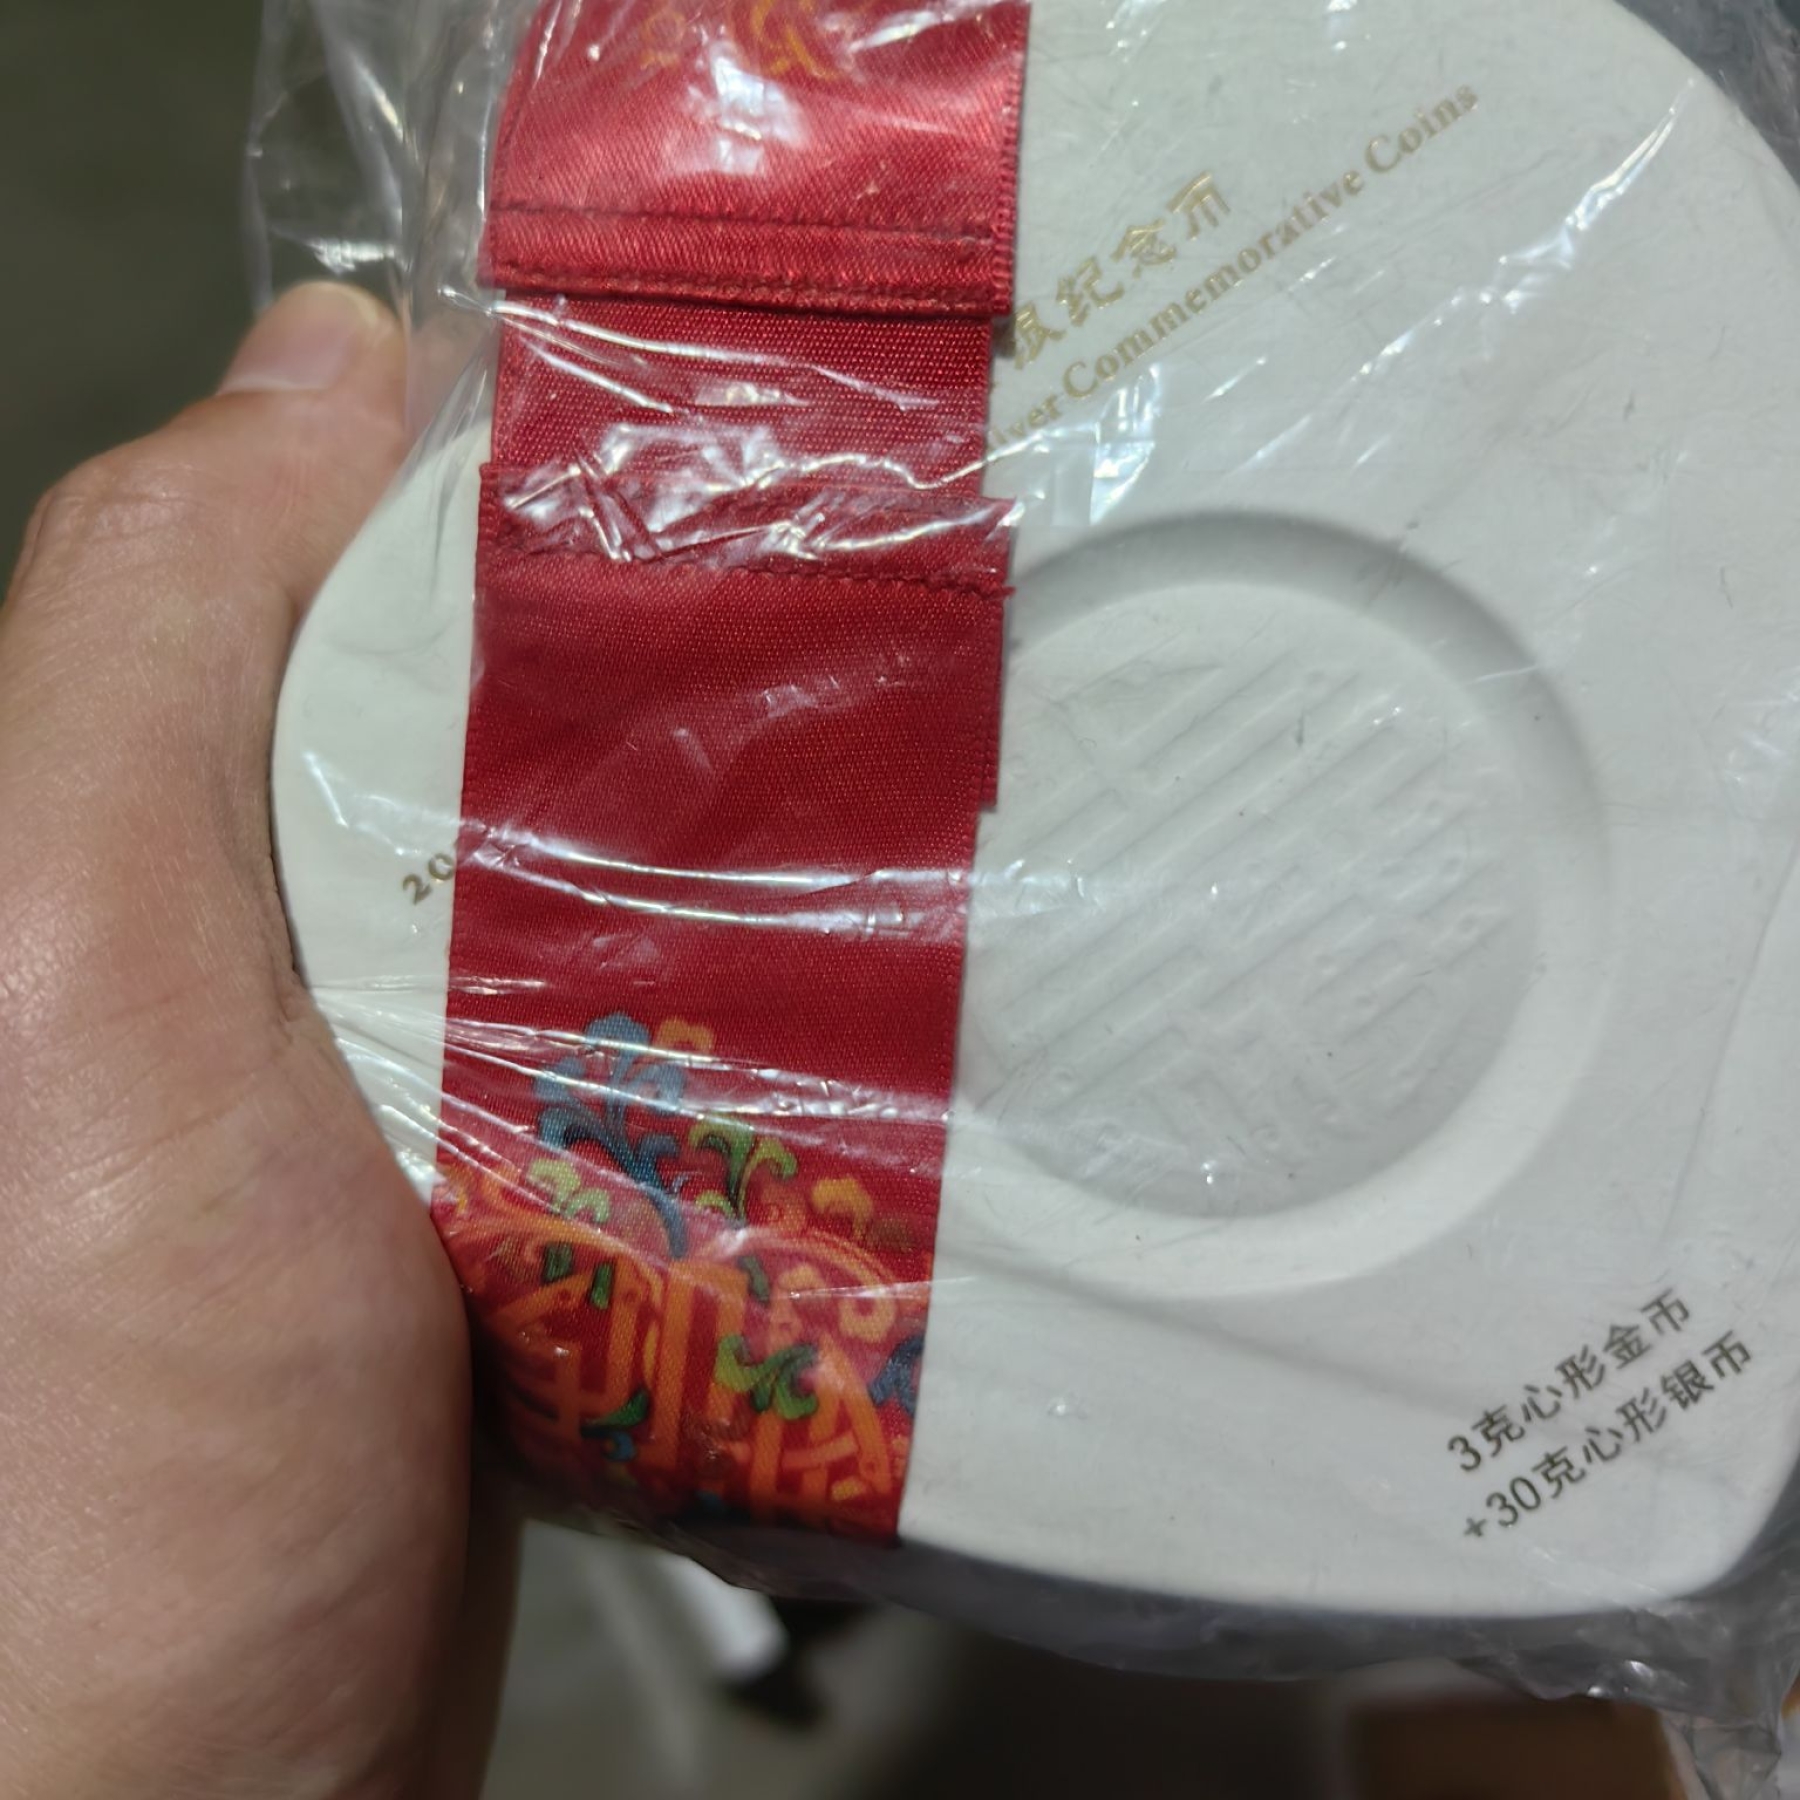 银纪念币
Commemorative Coins
20
3克心形金币
+30克心形银币